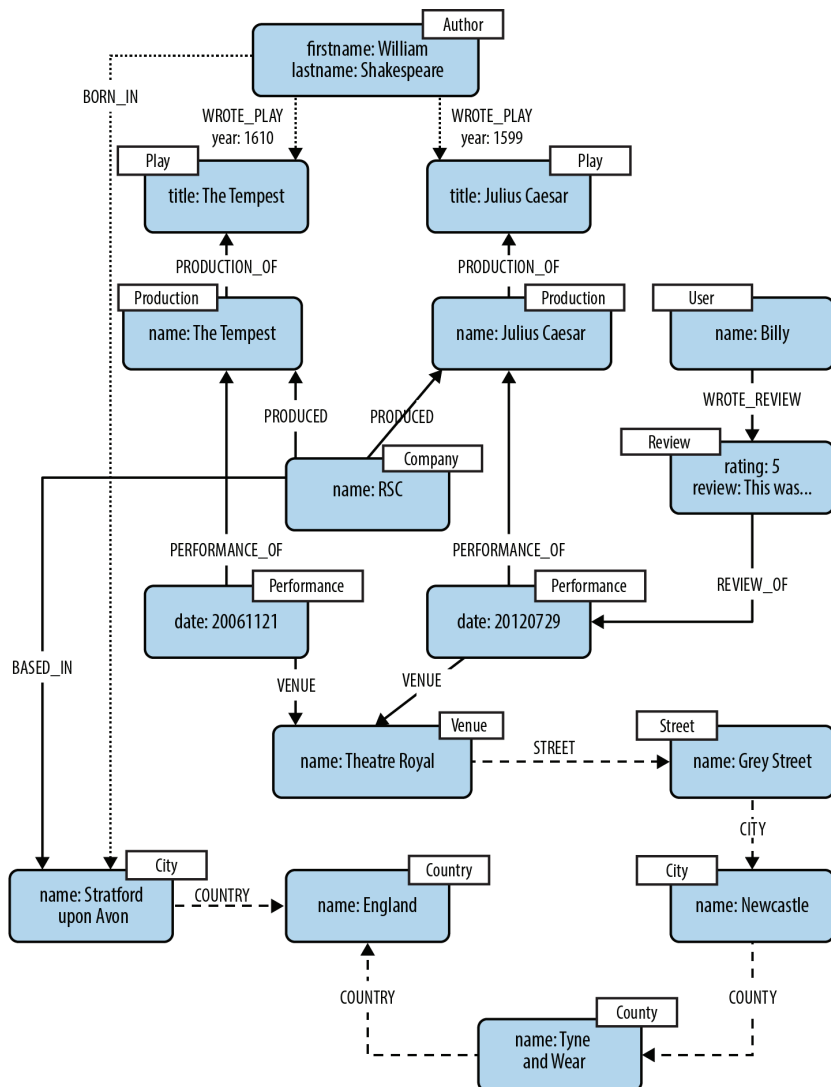 Author
firstname: William
lastname: Shakespeare
BORN_IN
WROTE_PLAY
year: 1610
WROTE_PLAY
year: 1599
Play
title: The Tempest
Play
title: Julius Caesar
PRODUCTION_OF
PRODUCTION_OF
Production
name: The Tempest
Production
name: Julius Caesar
User
name: Billy
PRODUCED
PRODUCED
WROTE_REVIEW
Company
name: RSC
Review
rating: 5
review: This was...
PERFORMANCE_OF
PERFORMANCE_OF
REVIEW_OF
Performance
date: 20061121
Performance
date: 20120729
BASED_IN
VENUE
VENUE
Venue
name: Theatre Royal
STREET
Street
name: Grey Street
CITY
City
name: Stratford
upon Avon
COUNTRY
Country
name: England
City
name: Newcastle
COUNTRY
COUNTY
County
name: Tyne
and Wear